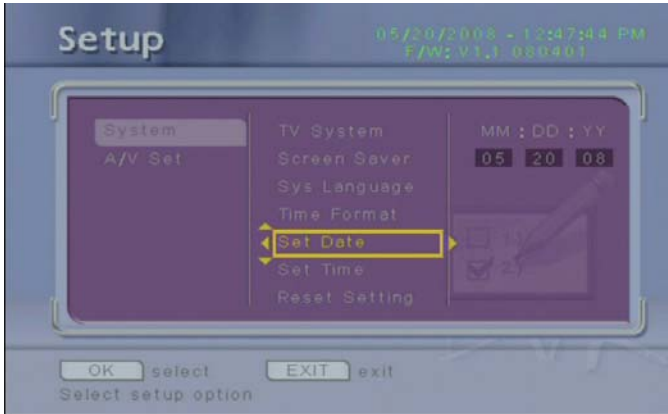 Setup
05/20/2008 - 12:47:44 PM
F/W: V1.1 080401
System
A/V Set
TV System
Screen Saver
Sys Language
Time Format
Set Date
Set Time
Reset Setting
MM : DD : YY
05 20 08
1)
2)
OK select
EXIT exit
Select setup option